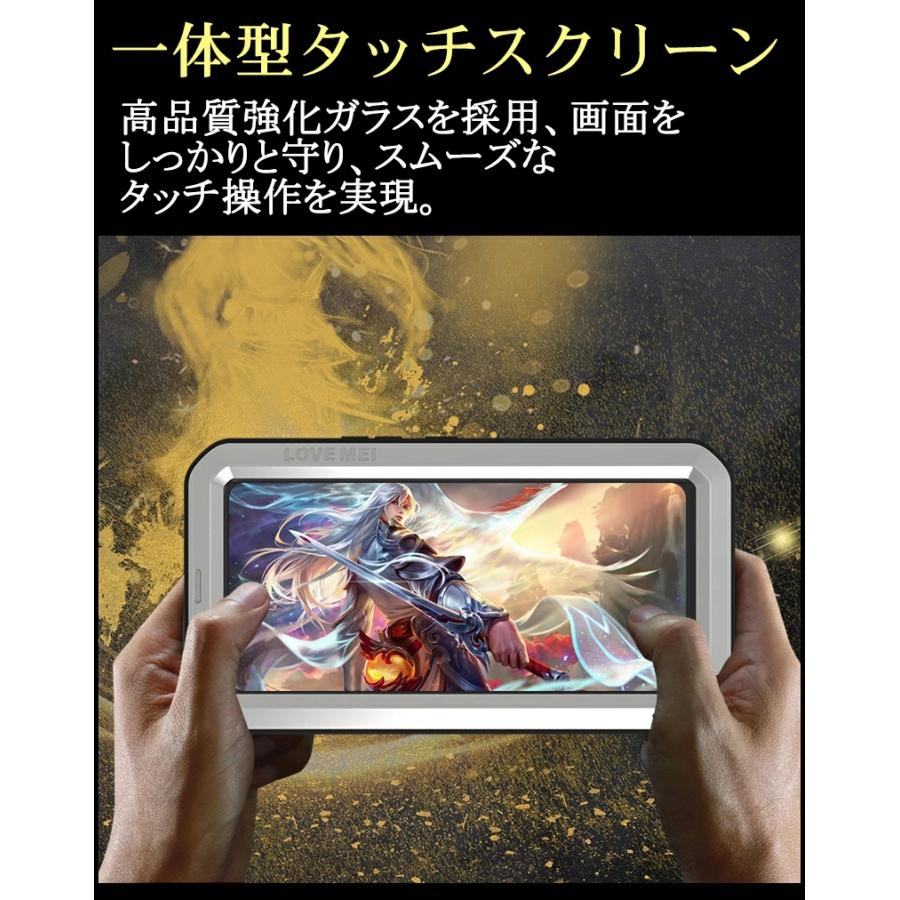 一体型タッチスクリーン
高品質強化ガラスを採用、画面を
しっかりと守り、スムーズな
タッチ操作を実現。
LOVE MEI